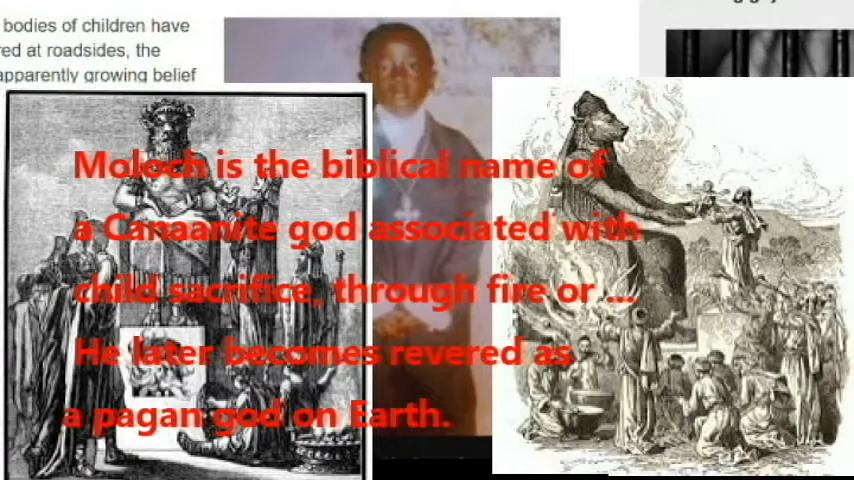 bodies of children have
red at roadsides, the
apparently growing belief
Moloch is the biblical name of
a Canaanite god associated with
child sacrifice, through fire or ...
He later becomes revered as
a pagan god on Earth.